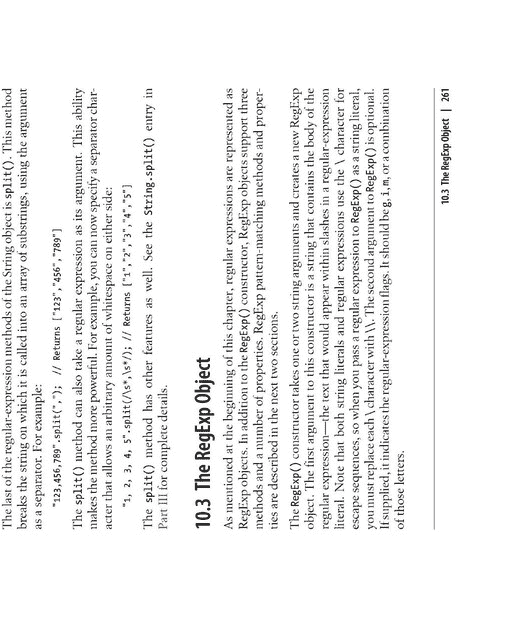 The last of the regular-expression methods of the String object is split(). This method
breaks the string on which it is called into an array of substrings, using the argument
as a separator. For example:
"123,456,789".split(","); // Returns ["123","456","789"]
The split() method can also take a regular expression as its argument. This ability
makes the method more powerful. For example, you can now specify a separator char-
acter that allows an arbitrary amount of whitespace on either side:
"1, 2, 3, 4, 5".split(/\s*,\s*/); // Returns ["1","2","3","4","5"]
The split() method has other features as well. See the String.split() entry in
Part III for complete details.
10.3 The RegExp Object
As mentioned at the beginning of this chapter, regular expressions are represented as
RegExp objects. In addition to the RegExp() constructor, RegExp objects support three
methods and a number of properties. RegExp pattern-matching methods and proper-
ties are described in the next two sections.
The RegExp() constructor takes one or two string arguments and creates a new RegExp
object. The first argument to this constructor is a string that contains the body of the
regular expression—the text that would appear within slashes in a regular-expression
literal. Note that both string literals and regular expressions use the \ character for
escape sequences, so when you pass a regular expression to RegExp() as a string literal,
you must replace each \ character with \\. The second argument to RegExp() is optional.
If supplied, it indicates the regular-expression flags. It should be g, i, m, or a combination
of those letters.
10.3 The RegExp Object | 261